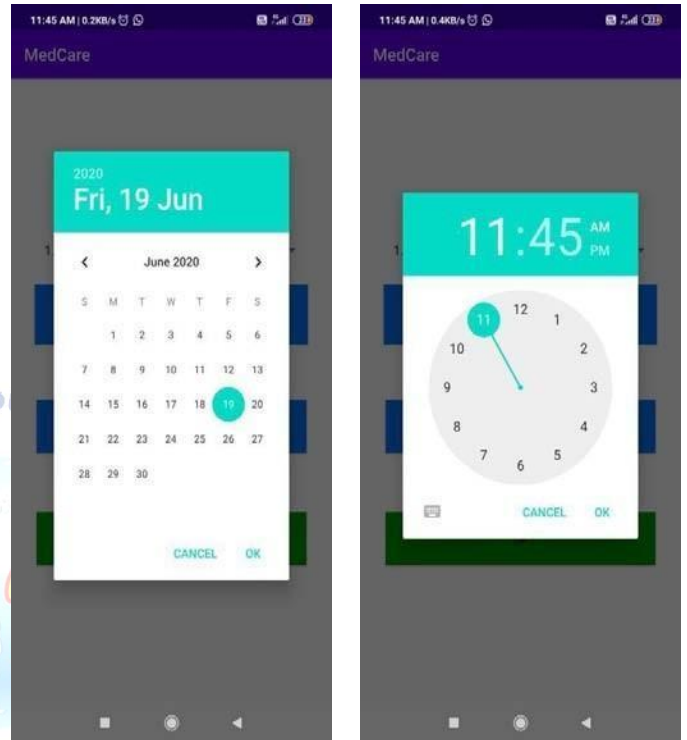 11:45 AM | 0.2KB/s
MedCare
2020
Fri, 19 Jun
June 2020
S M T W T F S
1 2 3 4 5 6
7 8 9 10 11 12 13
14 15 16 17 18 19 20
21 22 23 24 25 26 27
28 29 30
CANCEL OK
11:45 AM | 0.4KB/s
MedCare
11:45 AM
PM
12
11 1
10 2
9 3
8 4
7 5
6
CANCEL OK